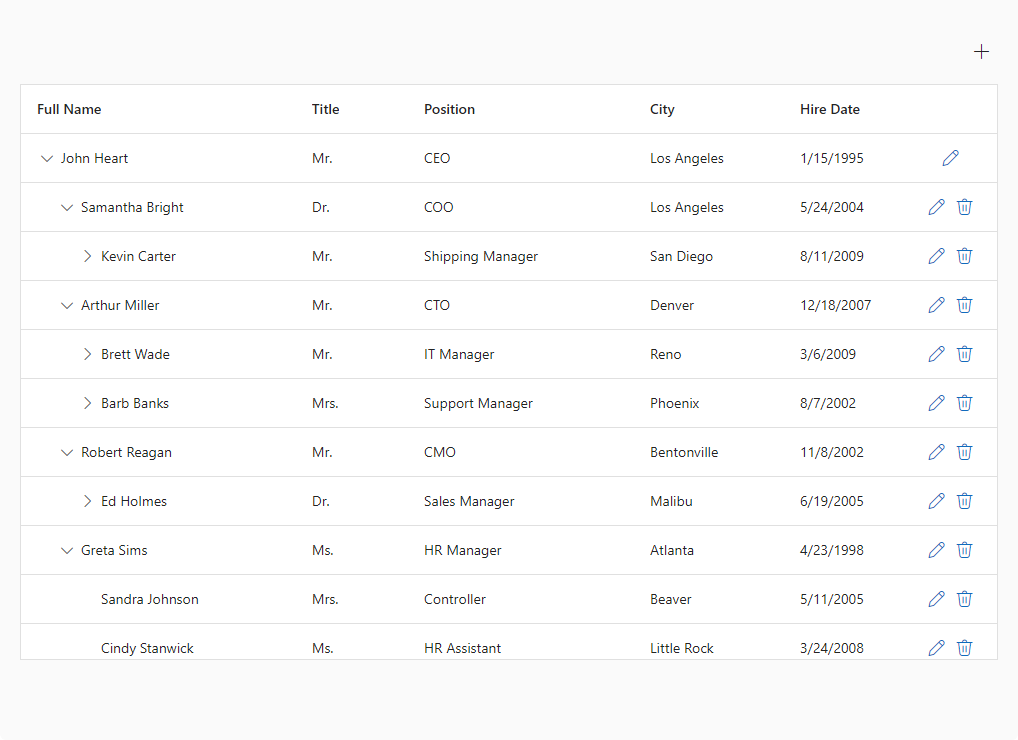 Full Name Title Position City Hire Date
John Heart Mr. CEO Los Angeles 1/15/1995
Samantha Bright Dr. COO Los Angeles 5/24/2004
Kevin Carter Mr. Shipping Manager San Diego 8/11/2009
Arthur Miller Mr. CTO Denver 12/18/2007
Brett Wade Mr. IT Manager Reno 3/6/2009
Barb Banks Mrs. Support Manager Phoenix 8/7/2002
Robert Reagan Mr. CMO Bentonville 11/8/2002
Ed Holmes Dr. Sales Manager Malibu 6/19/2005
Greta Sims Ms. HR Manager Atlanta 4/23/1998
Sandra Johnson Mrs. Controller Beaver 5/11/2005
Cindy Stanwick Ms. HR Assistant Little Rock 3/24/2008